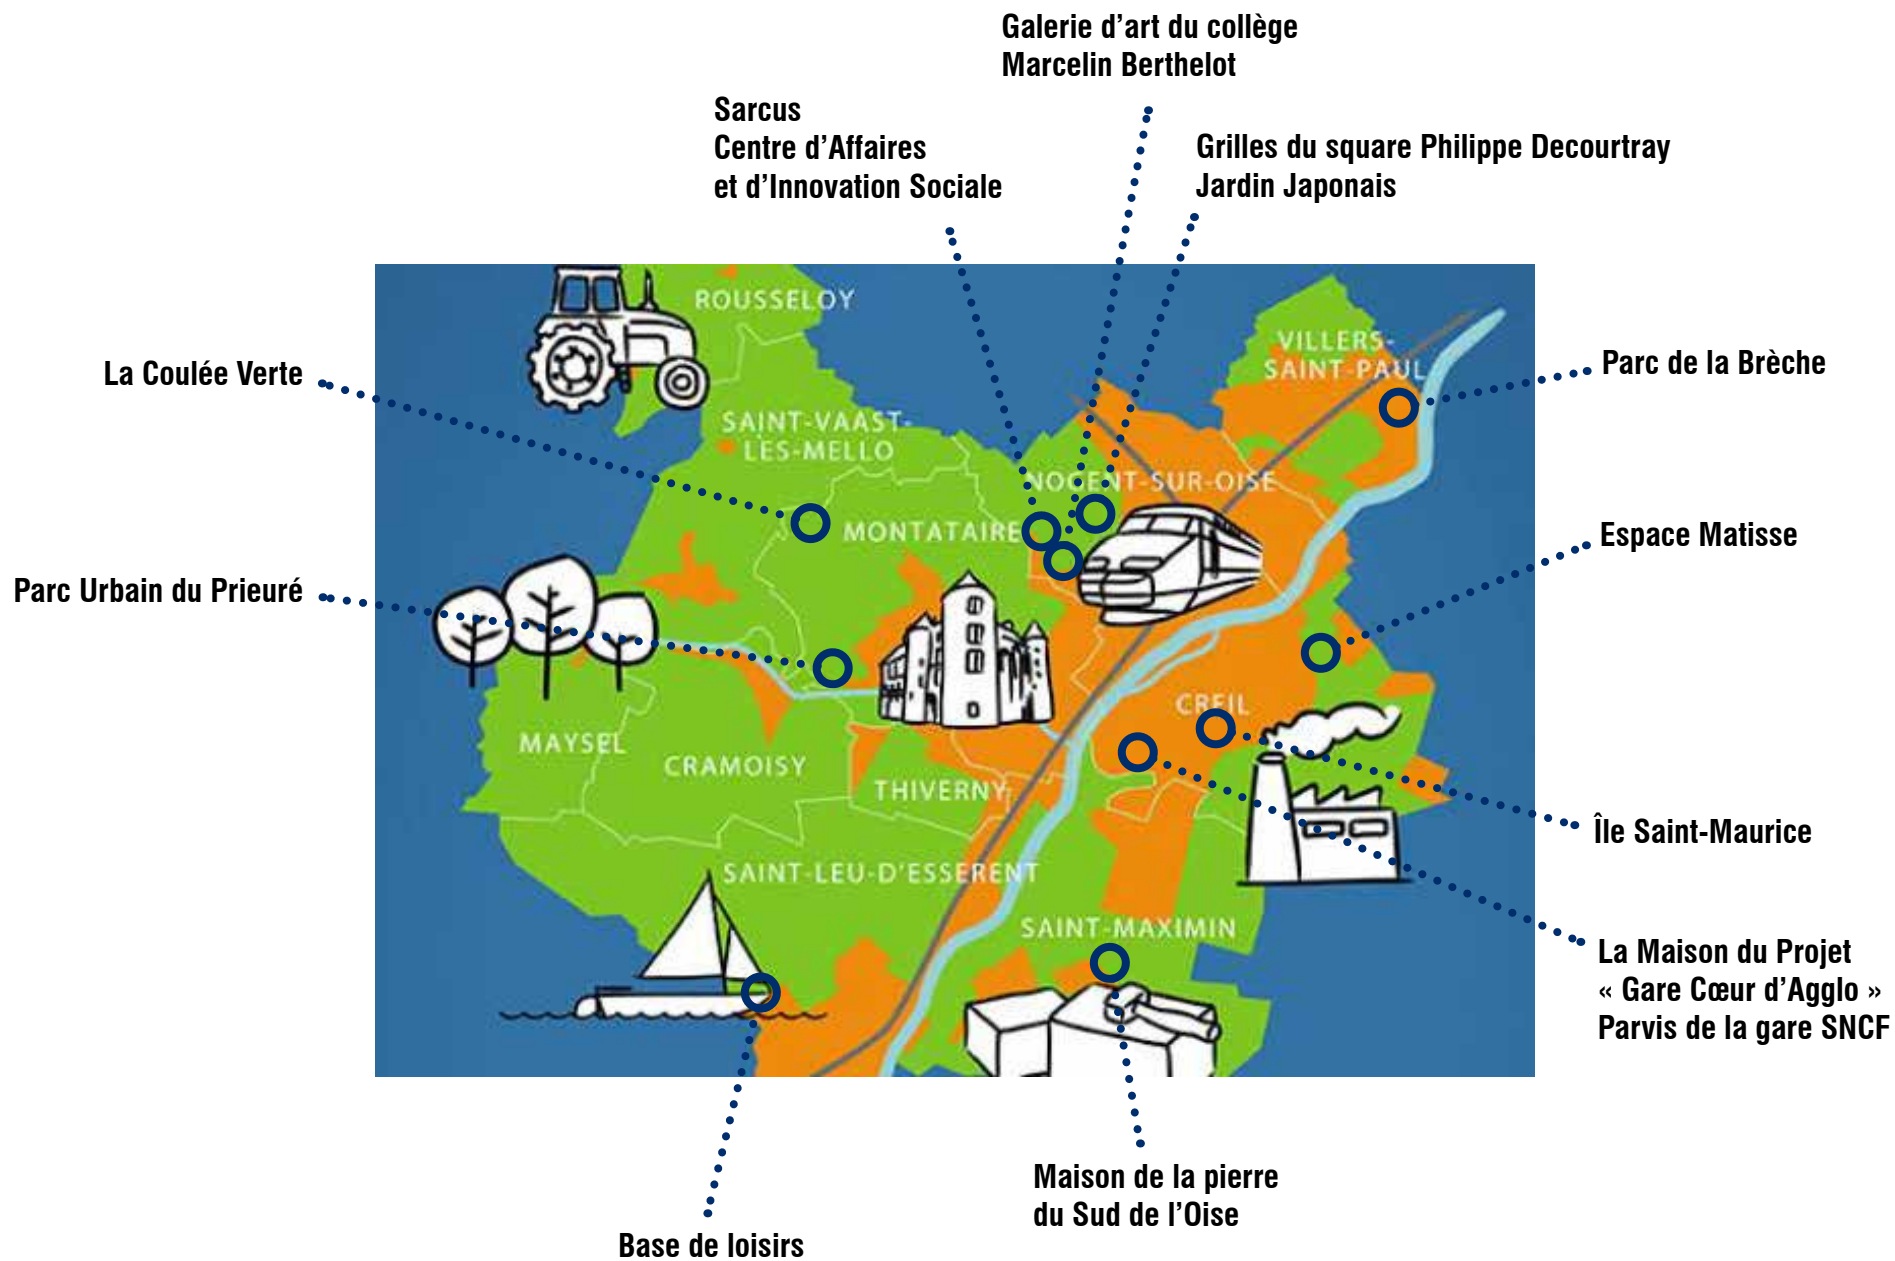 Galerie d’art du collège
Marcelin Berthelot
Sarcus
Centre d’Affaires
et d’Innovation Sociale
Grilles du square Philippe Decourtray
Jardin Japonais
ROUSSELOY
VILLERS-
SAINT-PAUL
La Coulée Verte
Parc de la Brèche
SAINT-VAAST-
LÈS-MELLO
NOGENT-SUR-OISE
MONTATAIRE
Espace Matisse
Parc Urbain du Prieuré
CREIL
MAYSEL
CRAMOISY
THIVERNY
Île Saint-Maurice
SAINT-LEU-D’ESSERENT
SAINT-MAXIMIN
La Maison du Projet
« Gare Cœur d’Agglo »
Parvis de la gare SNCF
Maison de la pierre
du Sud de l’Oise
Base de loisirs